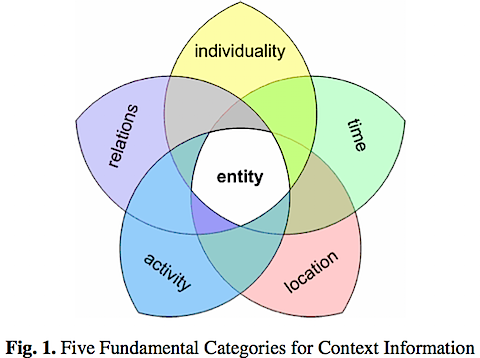 individuality
relations
time
entity
activity
location
Fig. 1. Five Fundamental Categories for Context Information